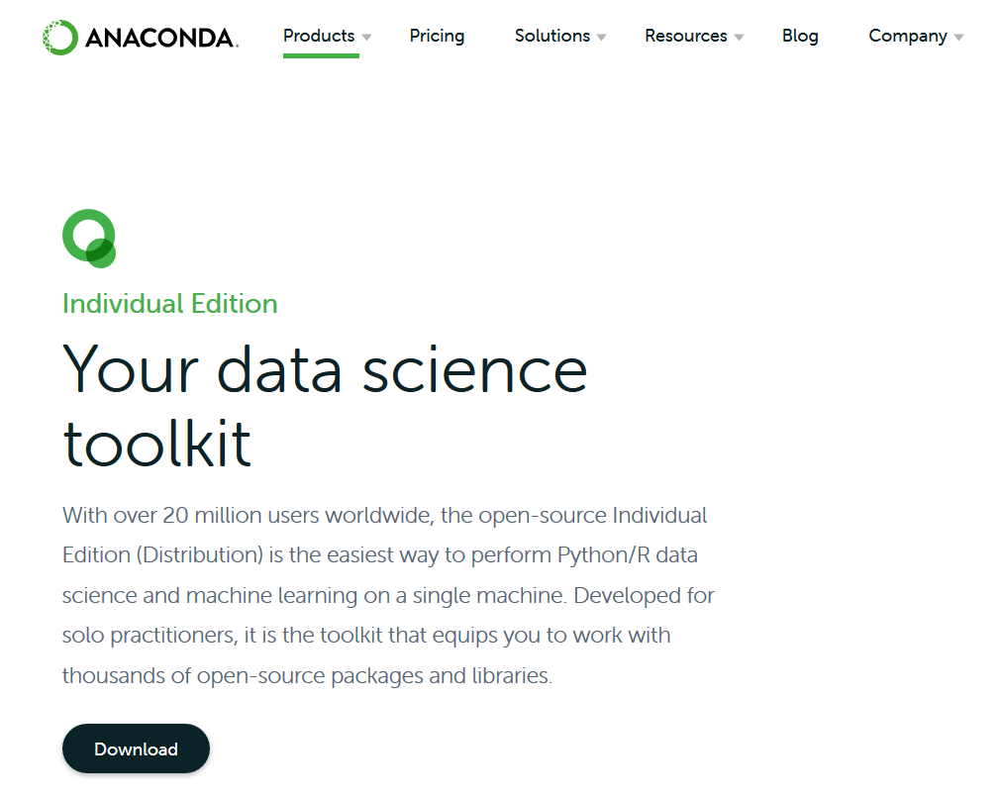 ANACONDA.
Products Pricing Solutions Resources Blog Company
Individual Edition
Your data science
toolkit
With over 20 million users worldwide, the open-source Individual
Edition (Distribution) is the easiest way to perform Python/R data
science and machine learning on a single machine. Developed for
solo practitioners, it is the toolkit that equips you to work with
thousands of open-source packages and libraries.
Download